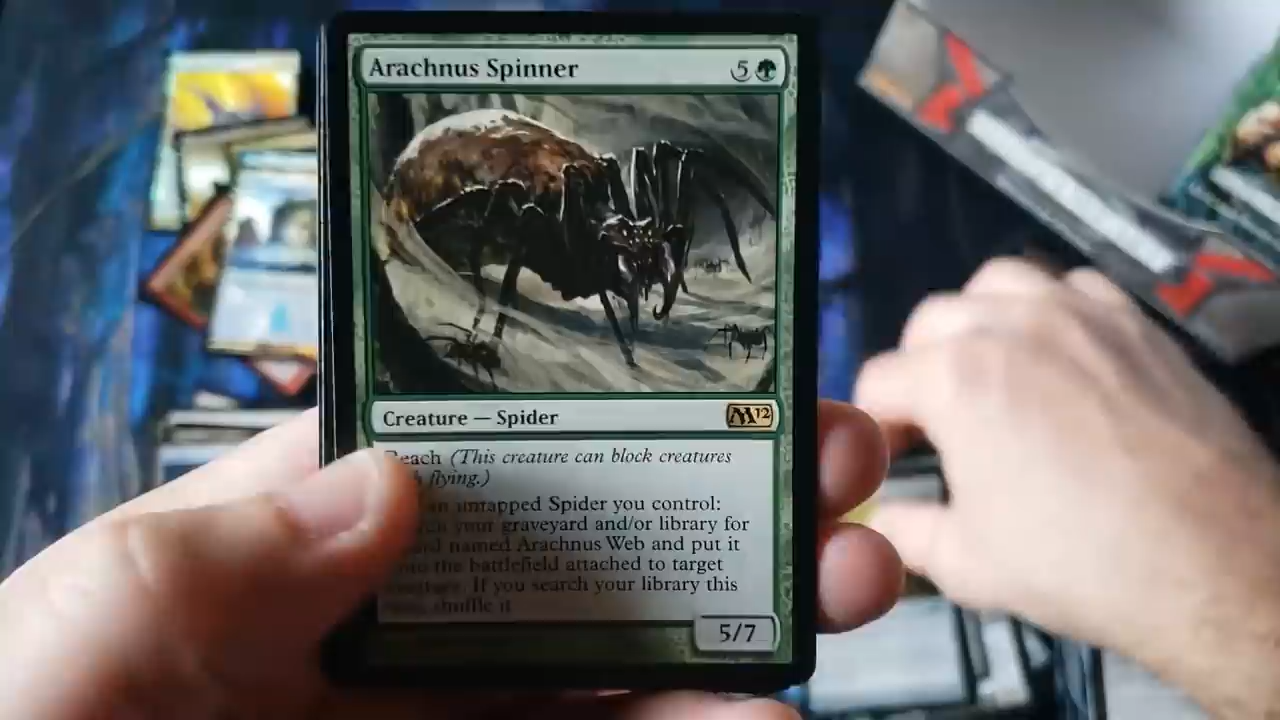 Arachnus Spinner 5
Creature — Spider M12
Reach (This creature can block creatures
flying.)
an untapped Spider you control:
your graveyard and/or library for
named Arachnus Web and put it
the battlefield attached to target
If you search your library this
shuffle it
5/7